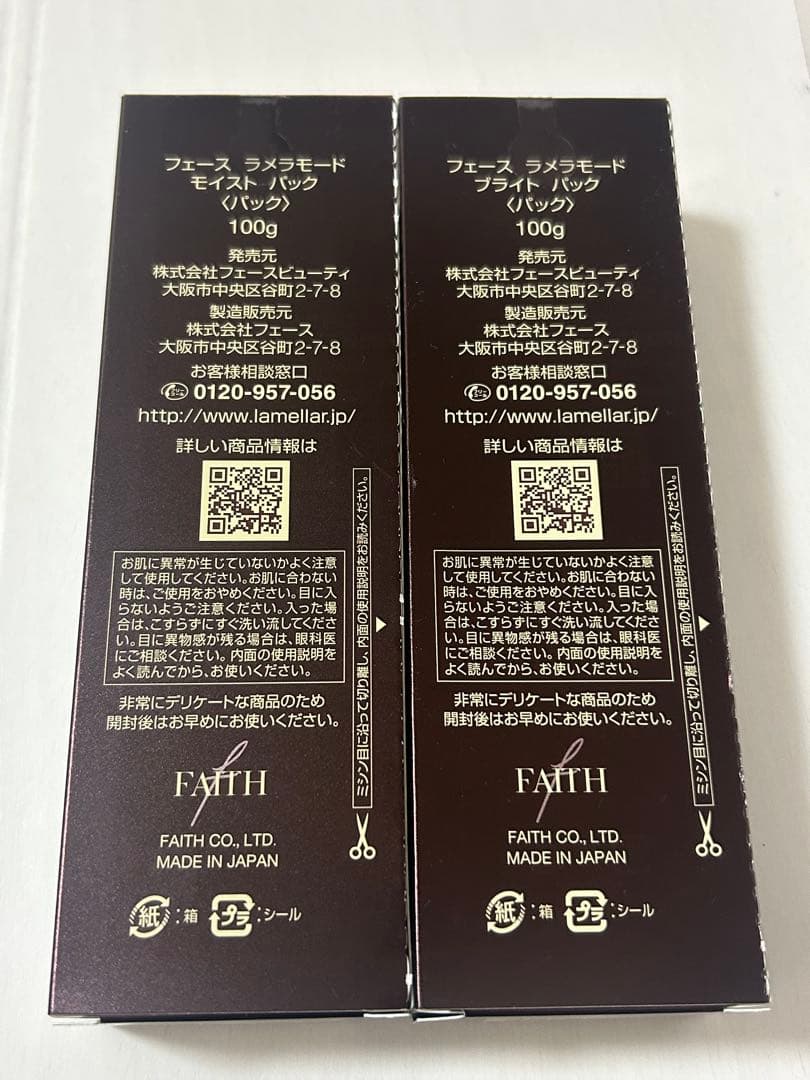 フェース ラメラモード
モイスト パック
〈パック〉
100g
発売元
株式会社フェースビューティ
大阪市中央区谷町2-7-8
製造販売元
株式会社フェース
大阪市中央区谷町2-7-8
お客様相談窓口
0120-957-056
http://www.lamellar.jp/
詳しい商品情報は
お肌に異常が生じていないかよく注意
して使用してください。お肌に合わない
時は、ご使用をおやめください。目に入
らないようご注意ください。入った場合
は、こすらずにすぐ洗い流してください
。目に異物感が残る場合は、眼科医
にご相談ください。内面の使用説明を
よく読んでから、お使いください。
非常にデリケートな商品のため
開封後はお早めにお使いください。
ミシン目に沿って切り離し、内面の使用説明をお読みください。
FAITH
FAITH CO., LTD.
MADE IN JAPAN
紙:箱 プラ:シール
フェース ラメラモード
ブライト パック
〈パック〉
100g
発売元
株式会社フェースビューティ
大阪市中央区谷町2-7-8
製造販売元
株式会社フェース
大阪市中央区谷町2-7-8
お客様相談窓口
0120-957-056
http://www.lamellar.jp/
詳しい商品情報は
お肌に異常が生じていないかよく注意
して使用してください。お肌に合わない
時は、ご使用をおやめください。目に入
らないようご注意ください。入った場合
は、こすらずにすぐ洗い流してください
。目に異物感が残る場合は、眼科医
にご相談ください。内面の使用説明を
よく読んでから、お使いください。
非常にデリケートな商品のため
開封後はお早めにお使いください。
ミシン目に沿って切り離し、内面の使用説明をお読みください。
FAITH
FAITH CO., LTD.
MADE IN JAPAN
紙:箱 プラ:シール